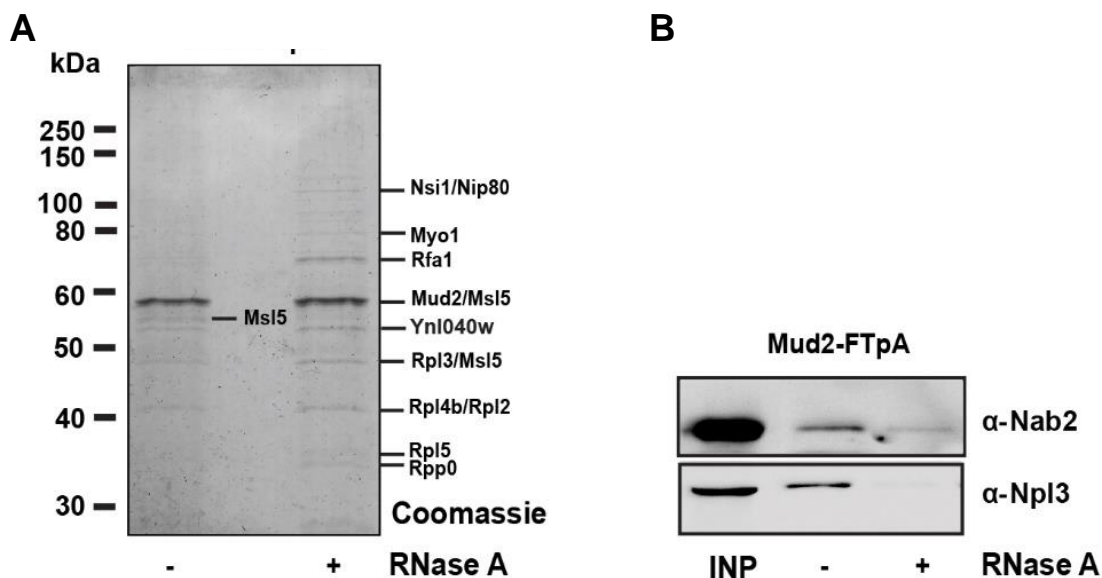 A
kDa
250
150
100
80
60
50
40
30
Nsi1/Nip80
Myo1
Rfa1
Mud2/Msl5
Msl5
Ynl040w
Rpl3/Msl5
Rpl4b/Rpl2
Rpl5
Rpp0
Coomassie
- + RNase A
B
Mud2-FTpA
α-Nab2
α-Npl3
INP - + RNase A